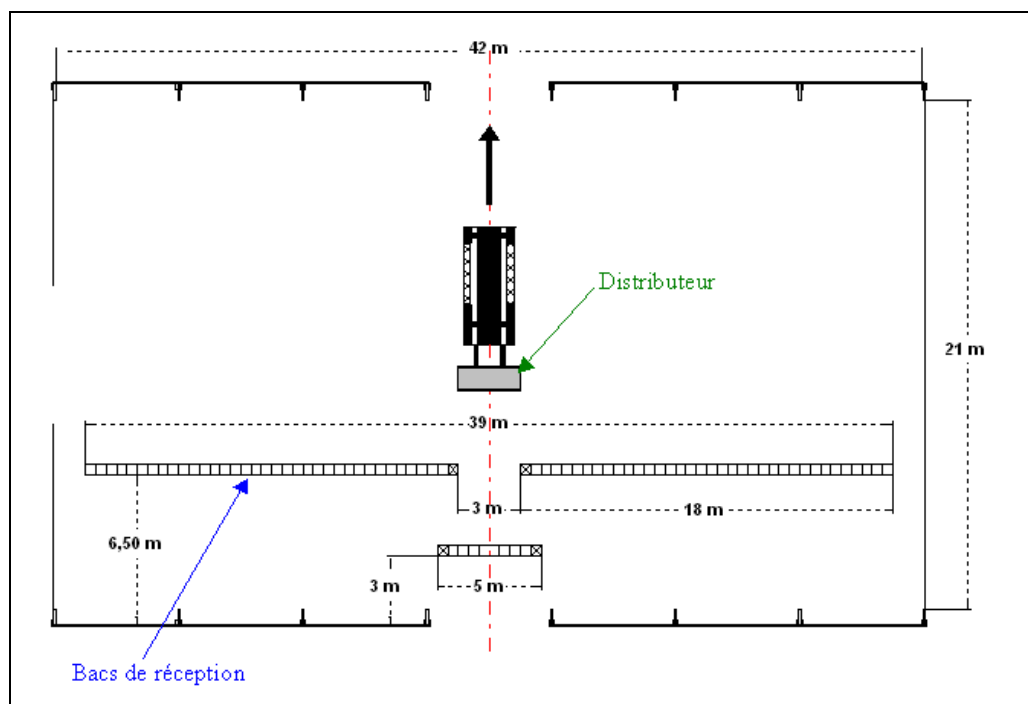 42 m
Distributeur
21 m
39 m
3 m
18 m
6,50 m
3 m
5 m
Bacs de réception